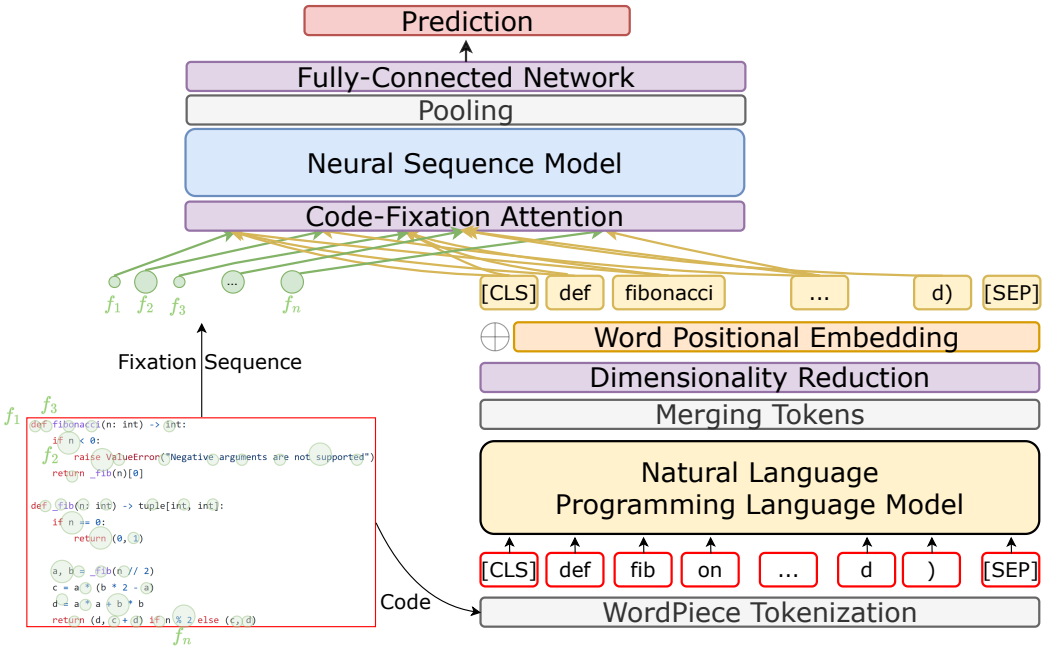 Prediction
Fully-Connected Network
Pooling
Neural Sequence Model
Code-Fixation Attention
f1 f2 f3 ... fn
[CLS] def fibonacci ... d) [SEP]
Word Positional Embedding
Dimensionality Reduction
Merging Tokens
Natural Language
Programming Language Model
[CLS] def fib on ... d ) [SEP]
WordPiece Tokenization
Fixation Sequence
Code
f1
f3
f2
fn
def fibonacci(n: int) -> int:
if n < 0:
raise ValueError("Negative arguments are not supported")
return _fib(n)[0]
def _fib(n: int) -> tuple[int, int]:
if n == 0:
return (0, 1)
a, b = _fib(n // 2)
c = a * (b * 2 - a)
d = a * a + b * b
return (d, c + d) if n % 2 else (c, d)